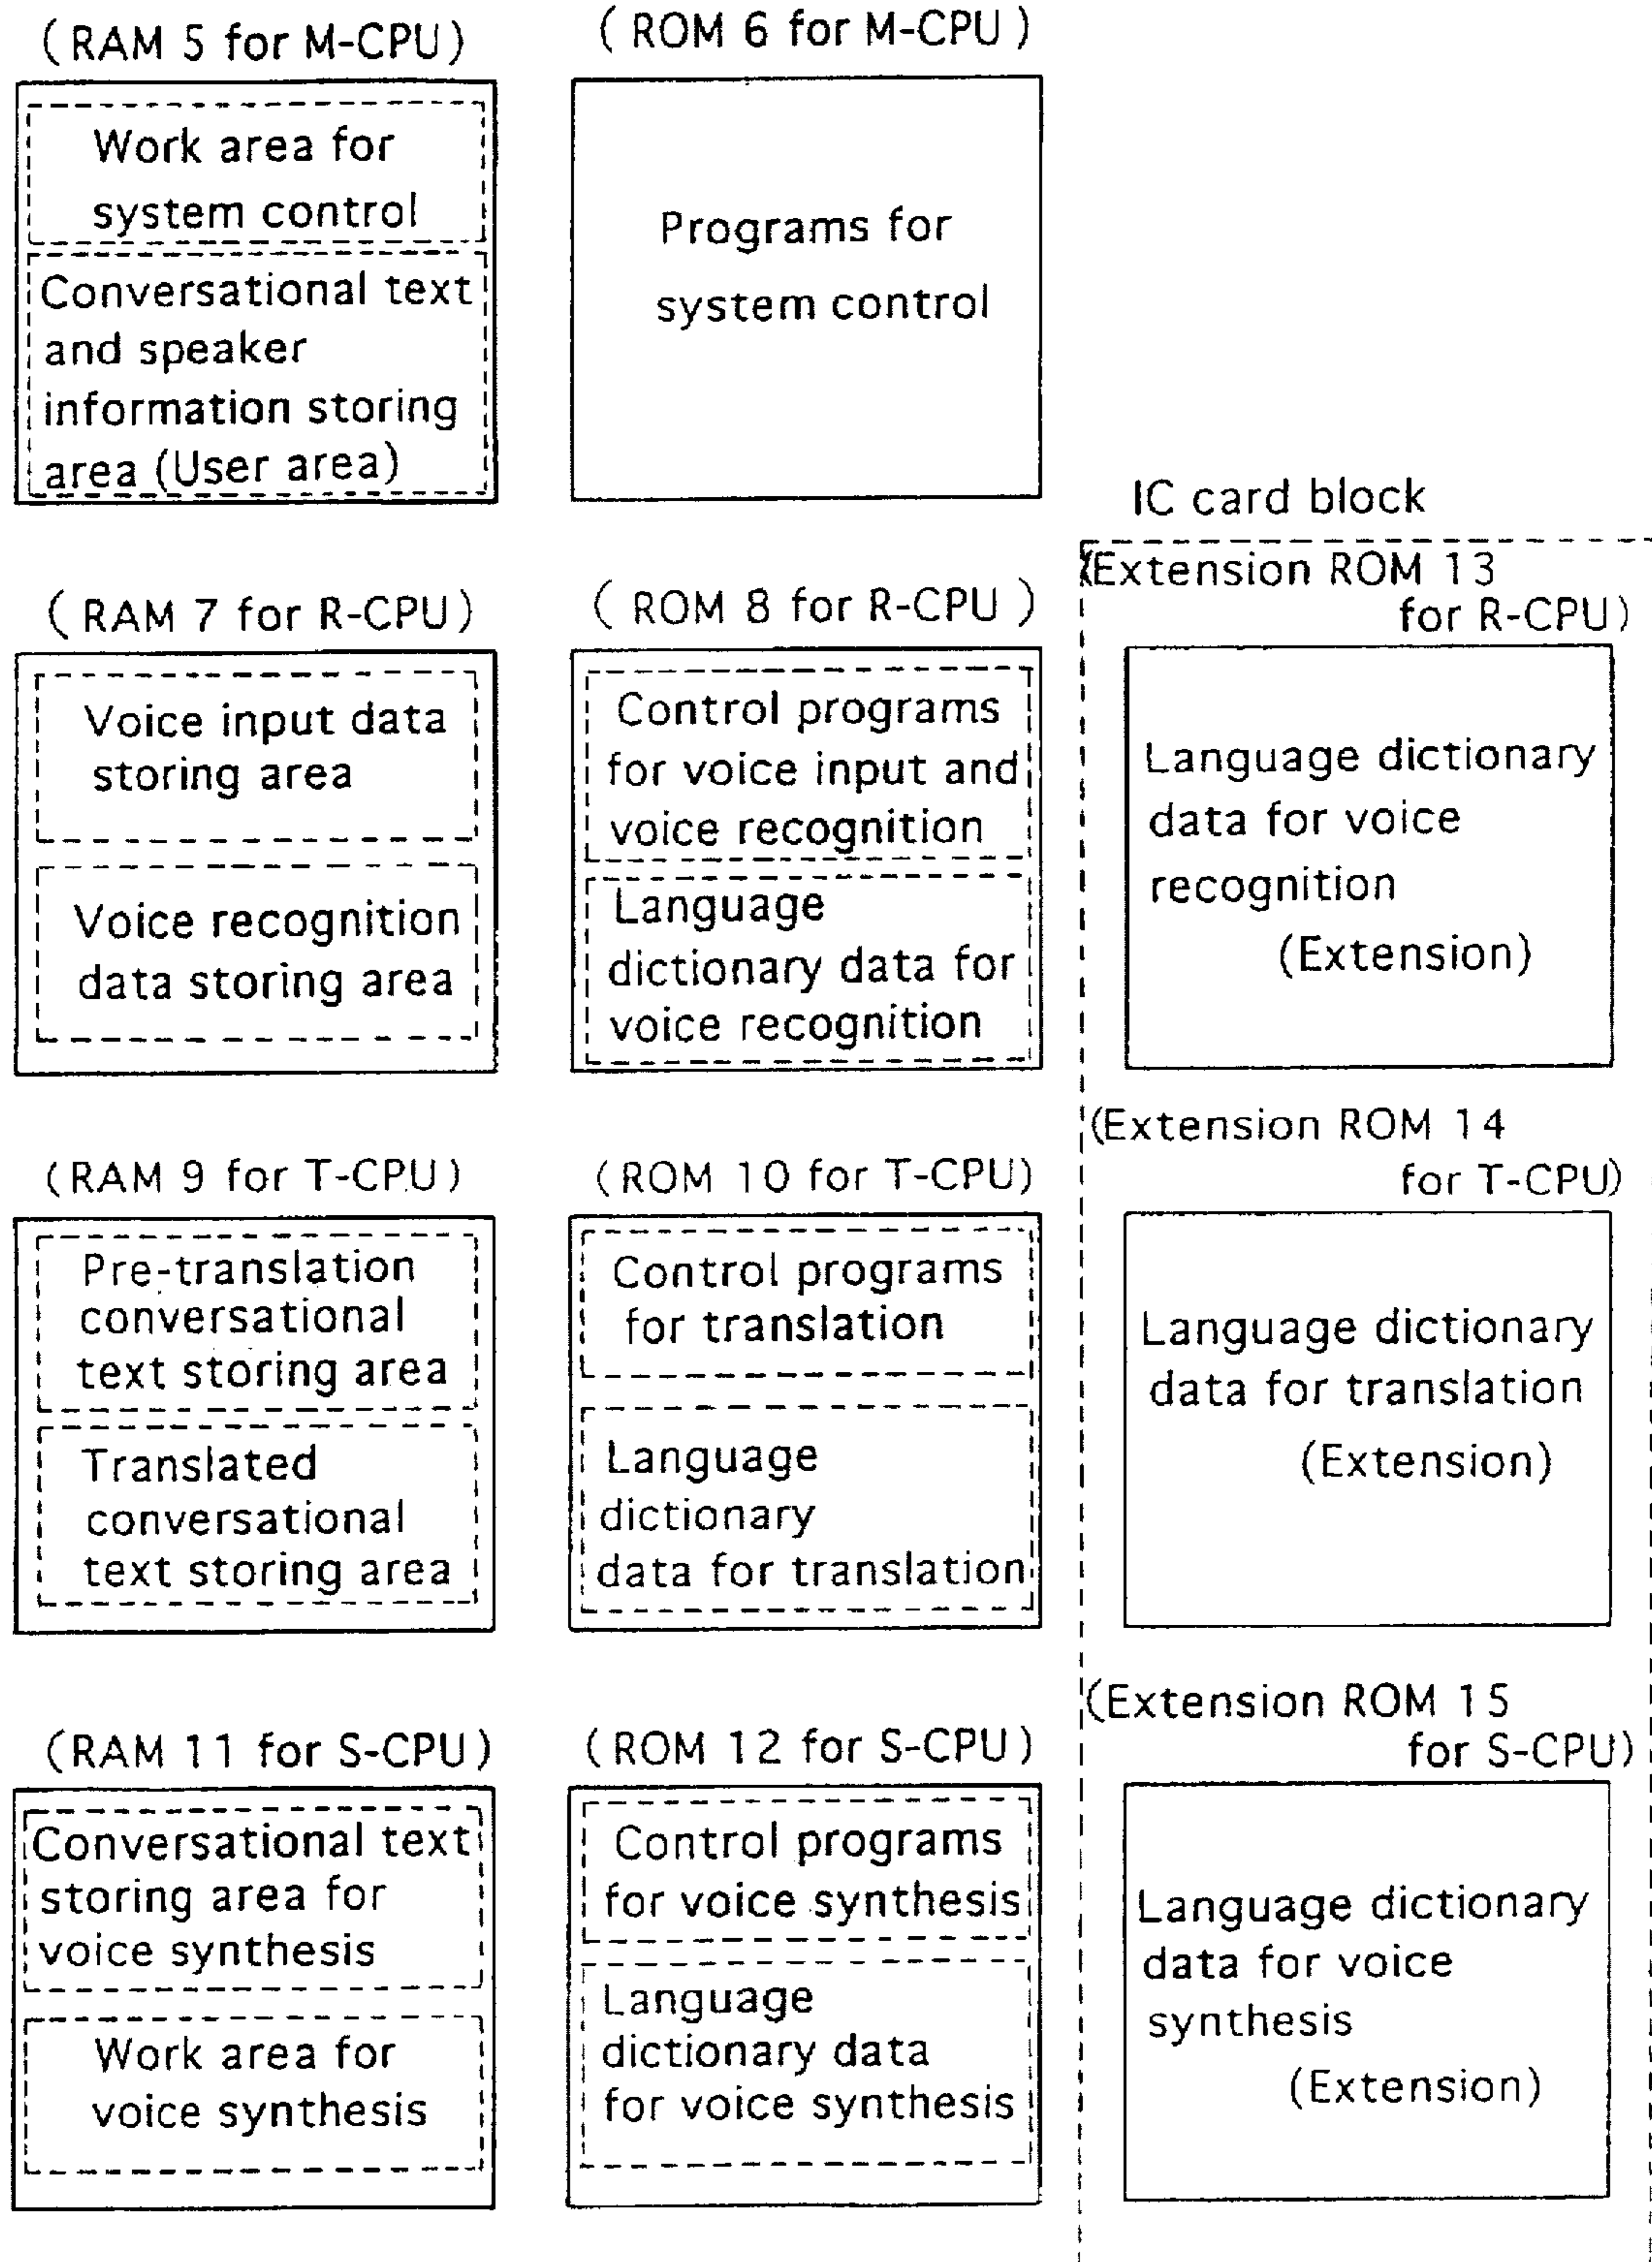 (RAM 5 for M-CPU)
Work area for
system control
Conversational text
and speaker
information storing
area (User area)
(ROM 6 for M-CPU)
Programs for
system control
IC card block
(RAM 7 for R-CPU)
Voice input data
storing area
Voice recognition
data storing area
(ROM 8 for R-CPU)
Control programs
for voice input and
voice recognition
Language
dictionary data for
voice recognition
(Extension ROM 13
for R-CPU)
Language dictionary
data for voice
recognition
(Extension)
(RAM 9 for T-CPU)
Pre-translation
conversational
text storing area
Translated
conversational
text storing area
(ROM 10 for T-CPU)
Control programs
for translation
Language
dictionary
data for translation
(Extension ROM 14
for T-CPU)
Language dictionary
data for translation
(Extension)
(RAM 11 for S-CPU)
Conversational text
storing area for
voice synthesis
Work area for
voice synthesis
(ROM 12 for S-CPU)
Control programs
for voice synthesis
Language
dictionary data
for voice synthesis
(Extension ROM 15
for S-CPU)
Language dictionary
data for voice
synthesis
(Extension)